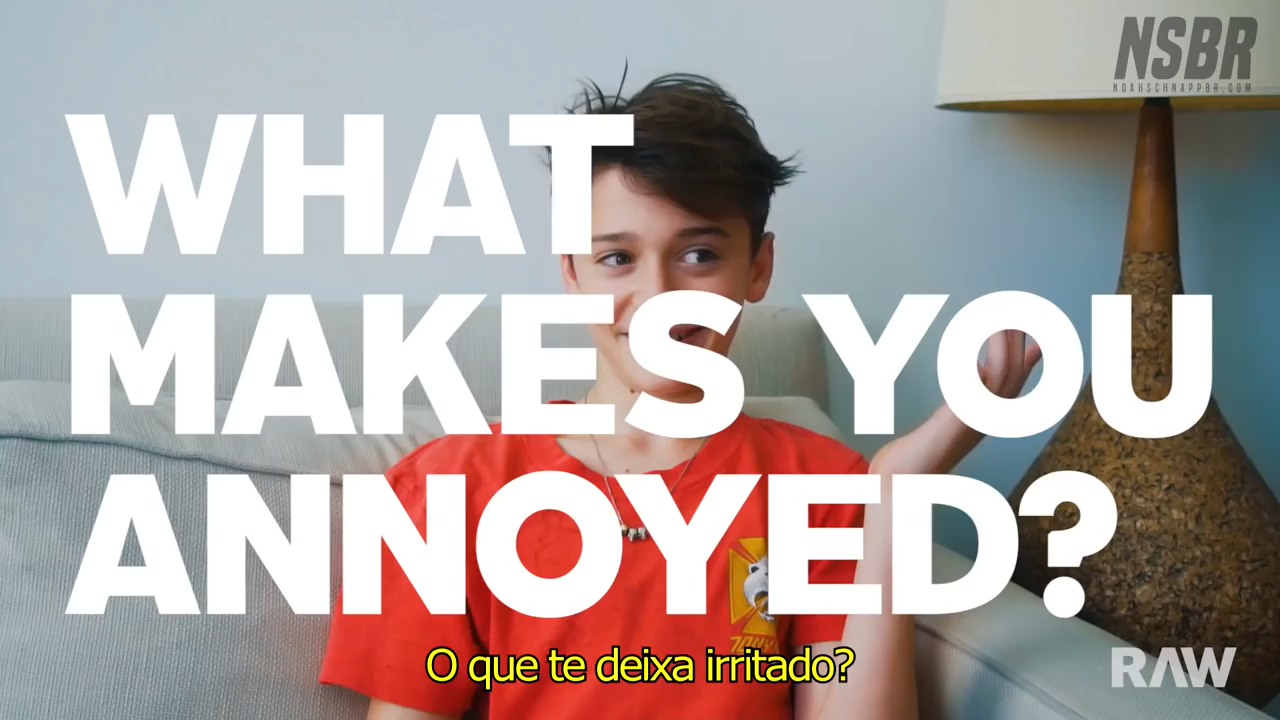 NSBR
NOAHSCHNAPPBR.COM
WHAT
MAKES YOU
ANNOYED?
O que te deixa irritado?
RAW